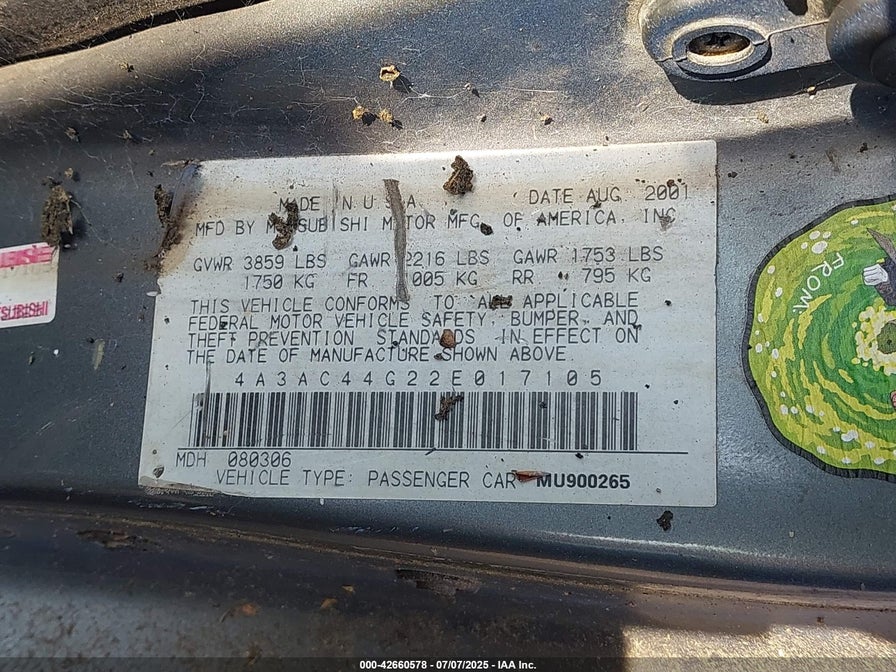 MADE IN U.S.A. DATE AUG 2001
MFD BY MITSUBISHI MOTOR MFG. OF AMERICA, INC
GVWR 3859 LBS GAWR 2216 LBS GAWR 1753 LBS
1750 KG FR 1005 KG RR 795 KG
THIS VEHICLE CONFORMS TO ALL APPLICABLE
FEDERAL MOTOR VEHICLE SAFETY, BUMPER, AND
THEFT PREVENTION STANDARDS IN EFFECT ON
THE DATE OF MANUFACTURE SHOWN ABOVE.
4A3AC44G22E017105
MDH 080306
VEHICLE TYPE: PASSENGER CAR MU900265
FROM:
000-42660578 - 07/07/2025 - IAA Inc.